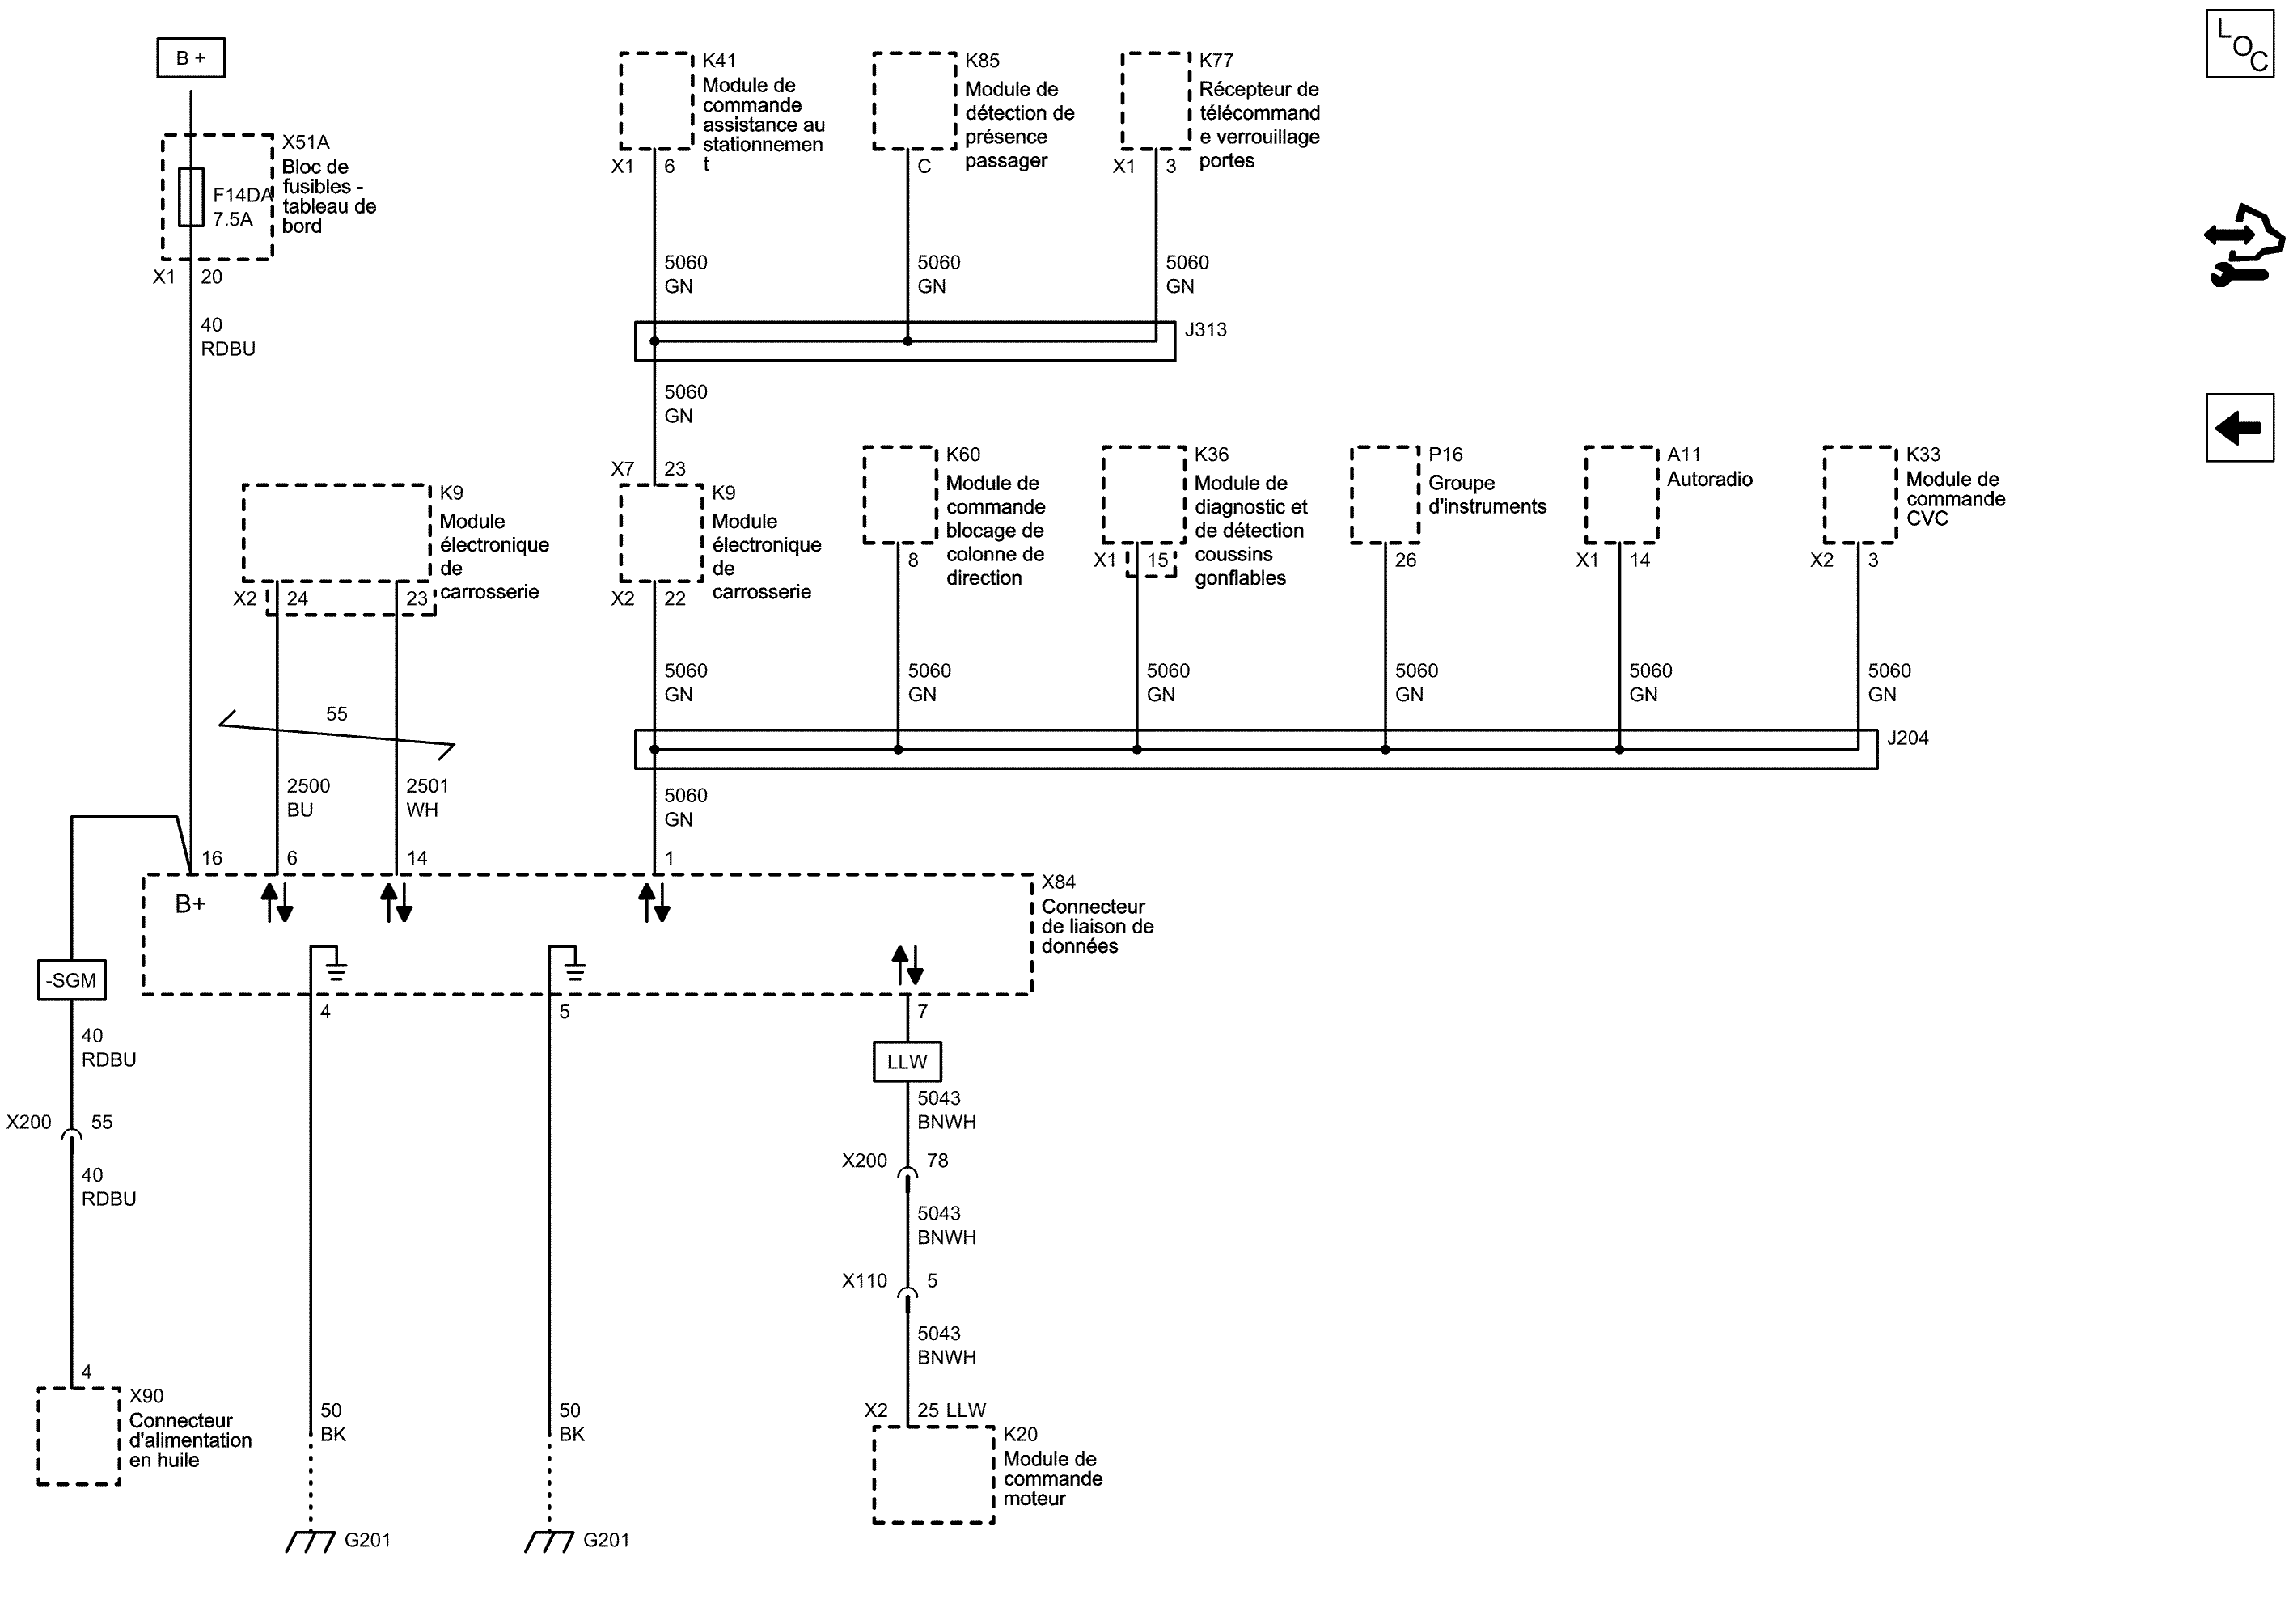 B +
X51A
Bloc de
fusibles -
tableau de
bord
F14DA
7.5A
X1 20
40
RDBU
K41
Module de
commande
assistance au
stationnemen
t
X1 6
K85
Module de
détection de
présence
passager
C
K77
Récepteur de
télécommand
e verrouillage
portes
X1 3
LOC
5060
GN
5060
GN
5060
GN
J313
5060
GN
X7 23
K9
Module
électronique
de
carrosserie
X2 24 23
K9
Module
électronique
de
carrosserie
X2 22
K60
Module de
commande
blocage de
colonne de
direction
8
K36
Module de
diagnostic et
de détection
coussins
gonflables
X1 15
P16
Groupe
d'instruments
26
A11
Autoradio
X1 14
K33
Module de
commande
CVC
X2 3
5060
GN
5060
GN
5060
GN
5060
GN
5060
GN
5060
GN
55
J204
2500
BU
2501
WH
5060
GN
16 6 14 1
B+
X84
Connecteur
de liaison de
données
-SGM
4 5 7
40
RDBU
LLW
5043
BNWH
X200 55
X200 78
40
RDBU
5043
BNWH
X110 5
5043
BNWH
4
X90
Connecteur
d'alimentation
en huile
50
BK
50
BK
X2 25 LLW
K20
Module de
commande
moteur
G201
G201